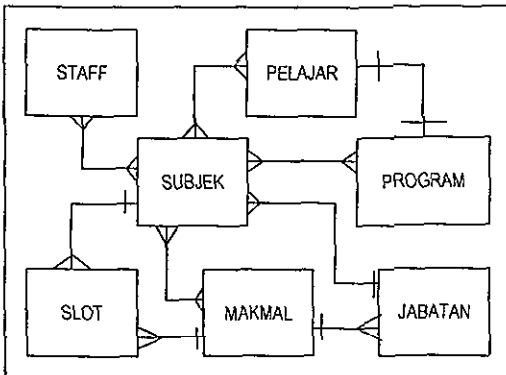 STAFF
PELAJAR
SUBJEK
PROGRAM
SLOT
MAKMAL
JABATAN